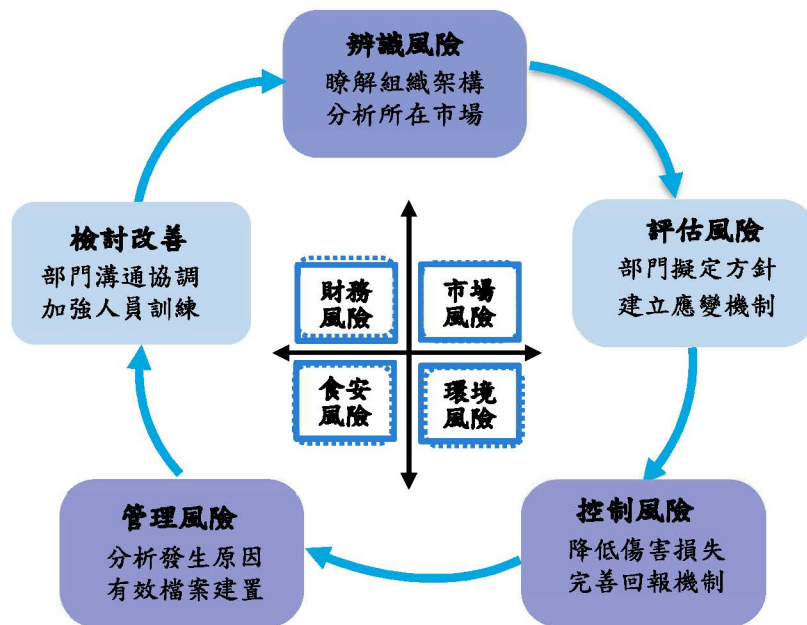 辨識風險
瞭解組織架構
分析所在市場
評估風險
部門擬定方針
建立應變機制
控制風險
降低傷害損失
完善回報機制
管理風險
分析發生原因
有效檔案建置
檢討改善
部門溝通協調
加強人員訓練
財務
風險
市場
風險
食安
風險
環境
風險